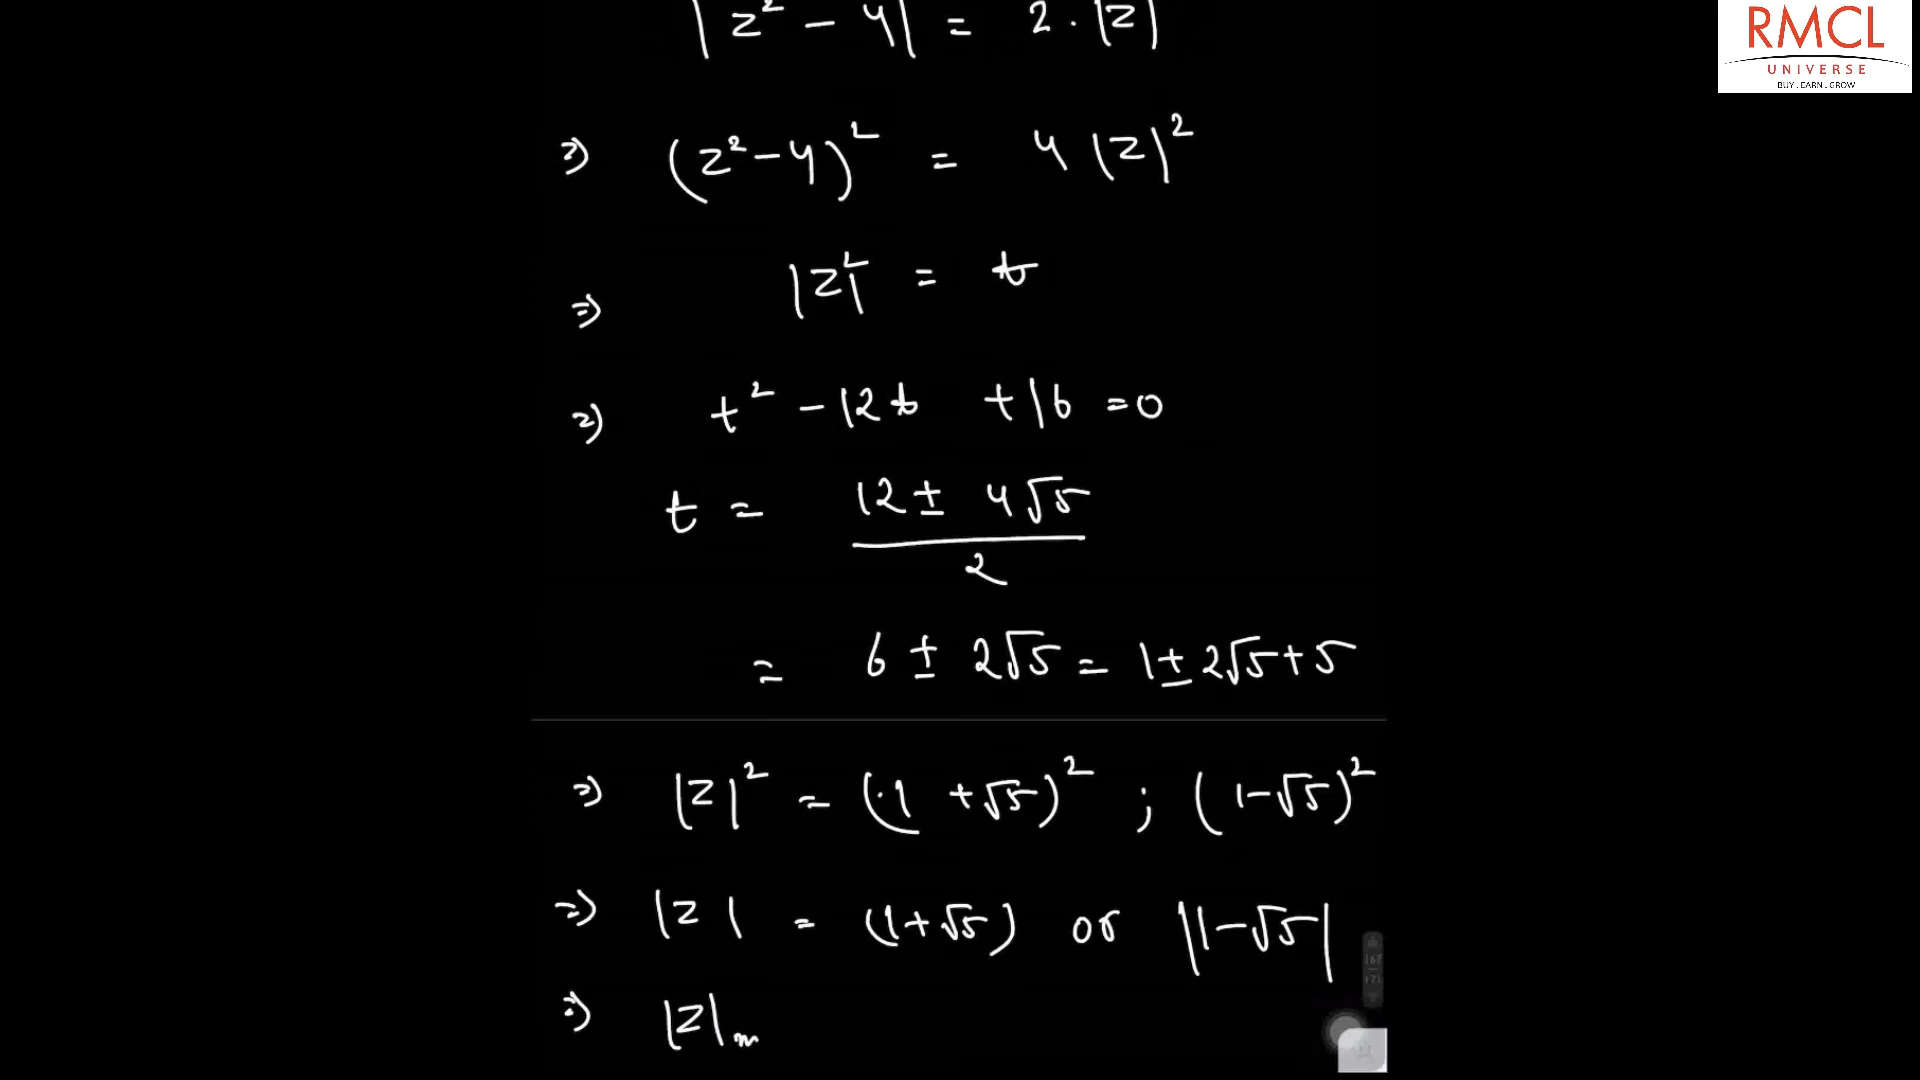 |z² - 4| = 2 · |z|
RMCL
UNIVERSE
BUY . EARN . GROW
⇒ (z² - 4)² = 4 |z|²
⇒ |z|² = t
⇒ t² - 12t + 16 = 0
t = (12 ± 4√5) / 2
= 6 ± 2√5 = 1 ± 2√5 + 5
⇒ |z|² = (1 + √5)² ; (1 - √5)²
⇒ |z| = (1 + √5) or |1 - √5|
⇒ |z|m